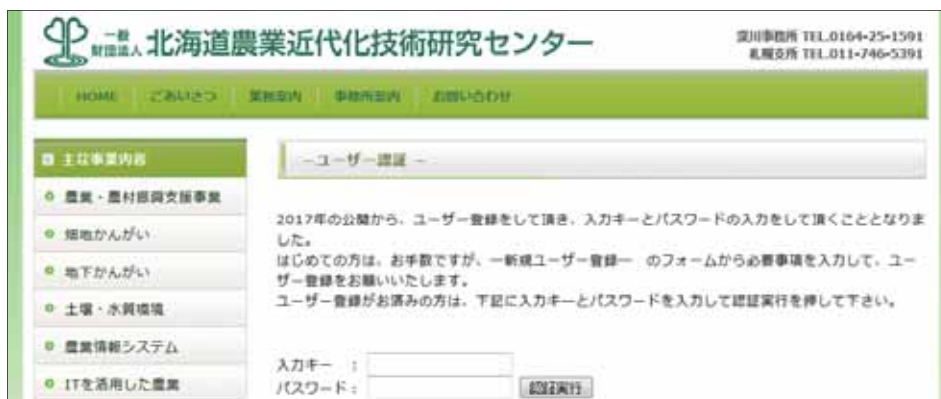 一般
財団法人 北海道農業近代化技術研究センター
深川事務所 TEL.0164-25-1591
札幌支所 TEL.011-746-5391
HOME ごあいさつ 業務案内 事務所案内 お問い合わせ
主な事業内容
農業・農村振興支援事業
畑地かんがい
地下かんがい
土壌・水質環境
農業情報システム
ITを活用した農業
-ユーザー認証 -
2017年の公開から、ユーザー登録をして頂き、入力キーとパスワードの入力をして頂くこととなりま
した。
はじめての方は、お手数ですが、一新規ユーザー登録一 のフォームから必要事項を入力して、ユー
ザー登録をお願いいたします。
ユーザー登録がお済みの方は、下記に入力キーとパスワードを入力して認証実行を押して下さい。
入力キー :
パスワード: 認証実行